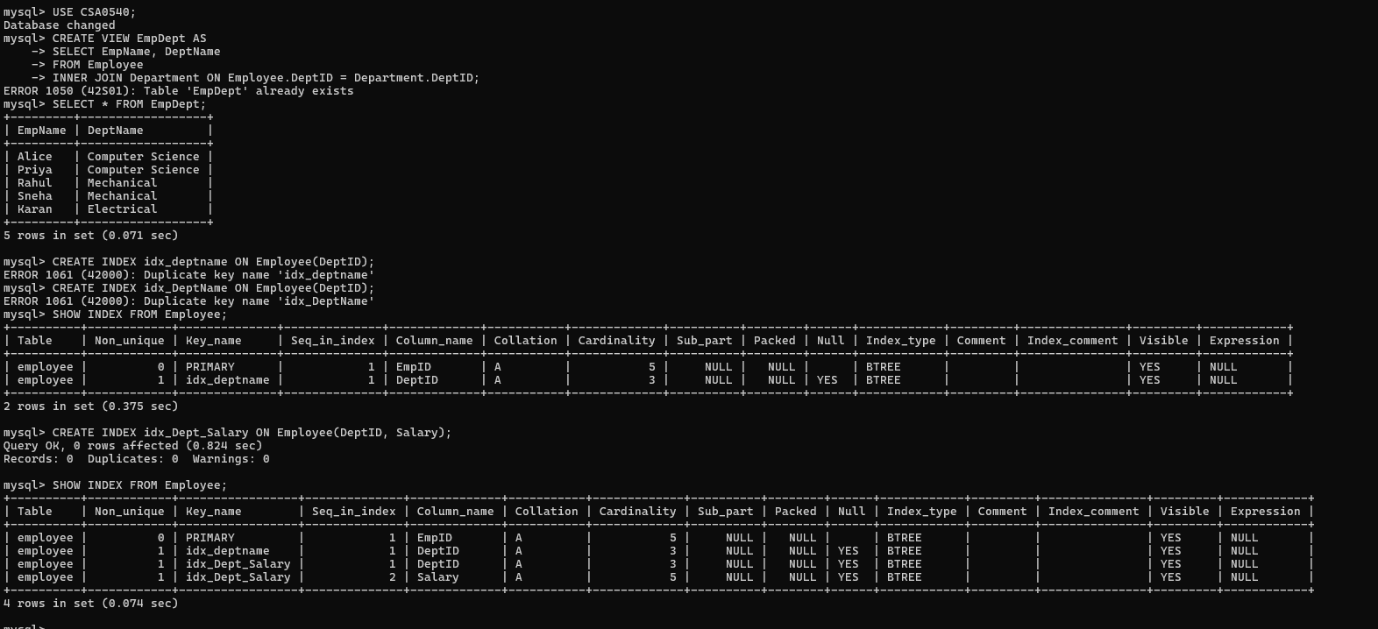 mysql> USE CSA0540;
Database changed
mysql> CREATE VIEW EmpDept AS
    -> SELECT EmpName, DeptName
    -> FROM Employee
    -> INNER JOIN Department ON Employee.DeptID = Department.DeptID;
ERROR 1050 (42S01): Table 'EmpDept' already exists
mysql> SELECT * FROM EmpDept;
+---------+------------------+
| EmpName | DeptName         |
+---------+------------------+
| Alice   | Computer Science |
| Priya   | Computer Science |
| Rahul   | Mechanical       |
| Sneha   | Mechanical       |
| Karan   | Electrical       |
+---------+------------------+
5 rows in set (0.071 sec)

mysql> CREATE INDEX idx_deptname ON Employee(DeptID);
ERROR 1061 (42000): Duplicate key name 'idx_deptname'
mysql> CREATE INDEX idx_DeptName ON Employee(DeptID);
ERROR 1061 (42000): Duplicate key name 'idx_DeptName'
mysql> SHOW INDEX FROM Employee;
+----------+------------+--------------+--------------+-------------+-----------+-------------+----------+--------+------+------------+---------+---------------+---------+------------+
| Table    | Non_unique | Key_name     | Seq_in_index | Column_name | Collation | Cardinality | Sub_part | Packed | Null | Index_type | Comment | Index_comment | Visible | Expression |
+----------+------------+--------------+--------------+-------------+-----------+-------------+----------+--------+------+------------+---------+---------------+---------+------------+
| employee |          0 | PRIMARY      |            1 | EmpID       | A         |           5 |     NULL |   NULL |      | BTREE      |         |               | YES     | NULL       |
| employee |          1 | idx_deptname |            1 | DeptID      | A         |           3 |     NULL |   NULL | YES  | BTREE      |         |               | YES     | NULL       |
+----------+------------+--------------+--------------+-------------+-----------+-------------+----------+--------+------+------------+---------+---------------+---------+------------+
2 rows in set (0.375 sec)

mysql> CREATE INDEX idx_Dept_Salary ON Employee(DeptID, Salary);
Query OK, 0 rows affected (0.824 sec)
Records: 0  Duplicates: 0  Warnings: 0

mysql> SHOW INDEX FROM Employee;
+----------+------------+-----------------+--------------+-------------+-----------+-------------+----------+--------+------+------------+---------+---------------+---------+------------+
| Table    | Non_unique | Key_name        | Seq_in_index | Column_name | Collation | Cardinality | Sub_part | Packed | Null | Index_type | Comment | Index_comment | Visible | Expression |
+----------+------------+-----------------+--------------+-------------+-----------+-------------+----------+--------+------+------------+---------+---------------+---------+------------+
| employee |          0 | PRIMARY         |            1 | EmpID       | A         |           5 |     NULL |   NULL |      | BTREE      |         |               | YES     | NULL       |
| employee |          1 | idx_deptname    |            1 | DeptID      | A         |           3 |     NULL |   NULL | YES  | BTREE      |         |               | YES     | NULL       |
| employee |          1 | idx_Dept_Salary |            1 | DeptID      | A         |           3 |     NULL |   NULL | YES  | BTREE      |         |               | YES     | NULL       |
| employee |          1 | idx_Dept_Salary |            2 | Salary      | A         |           5 |     NULL |   NULL | YES  | BTREE      |         |               | YES     | NULL       |
+----------+------------+-----------------+--------------+-------------+-----------+-------------+----------+--------+------+------------+---------+---------------+---------+------------+
4 rows in set (0.074 sec)

mysql>